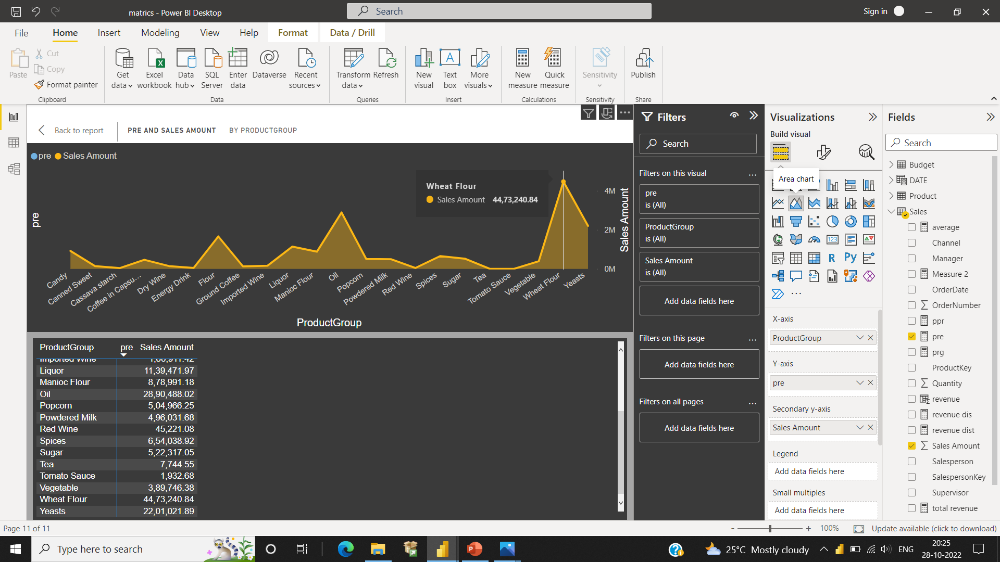 matrics - Power BI Desktop
Search
Sign in
File
Home
Insert
Modeling
View
Help
Format
Data / Drill
Paste
Cut
Copy
Format painter
Clipboard
Get data
Excel workbook
Data hub
SQL Server
Enter data
Dataverse
Recent sources
Data
Transform data
Refresh
Queries
New visual
Text box
More visuals
Insert
New measure
Quick measure
Calculations
Sensitivity
Sensitivity
Publish
Share
Back to report
PRE AND SALES AMOUNT
BY PRODUCTGROUP
pre
Sales Amount
Wheat Flour
Sales Amount 44,73,240.84
pre
4M
2M
0M
Sales Amount
Candy
Canned Sweet
Cassava starch
Coffee in Capsu...
Dry Wine
Energy Drink
Flour
Ground Coffee
Imported Wine
Liquor
Manioc Flour
Oil
Popcorn
Powdered Milk
Red Wine
Spices
Sugar
Tea
Tomato Sauce
Vegetable
Wheat Flour
Yeasts
ProductGroup
ProductGroup pre Sales Amount
Imported Wine 1,60,911.42
Liquor 11,39,471.97
Manioc Flour 8,78,991.18
Oil 28,90,488.02
Popcorn 5,04,966.25
Powdered Milk 4,96,031.68
Red Wine 45,221.08
Spices 6,54,038.92
Sugar 5,22,317.05
Tea 7,744.55
Tomato Sauce 1,932.68
Vegetable 3,89,746.38
Wheat Flour 44,73,240.84
Yeasts 22,01,021.89
Filters
Search
Filters on this visual
pre
is (All)
ProductGroup
is (All)
Sales Amount
is (All)
Add data fields here
Filters on this page
Add data fields here
Filters on all pages
Add data fields here
Visualizations
Build visual
Area chart
123
R
Py
X-axis
ProductGroup
Y-axis
pre
Secondary y-axis
Sales Amount
Legend
Add data fields here
Small multiples
Add data fields here
Fields
Search
Budget
DATE
Product
Sales
average
Channel
Manager
Measure 2
OrderDate
OrderNumber
ppr
pre
prg
ProductKey
Quantity
revenue
revenue dis
revenue dist
Sales Amount
Salesperson
SalespersonKey
Supervisor
total revenue
Page 11 of 11
- + 100%
Update available (click to download)
Type here to search
25°C Mostly cloudy
ENG
20:25
28-10-2022